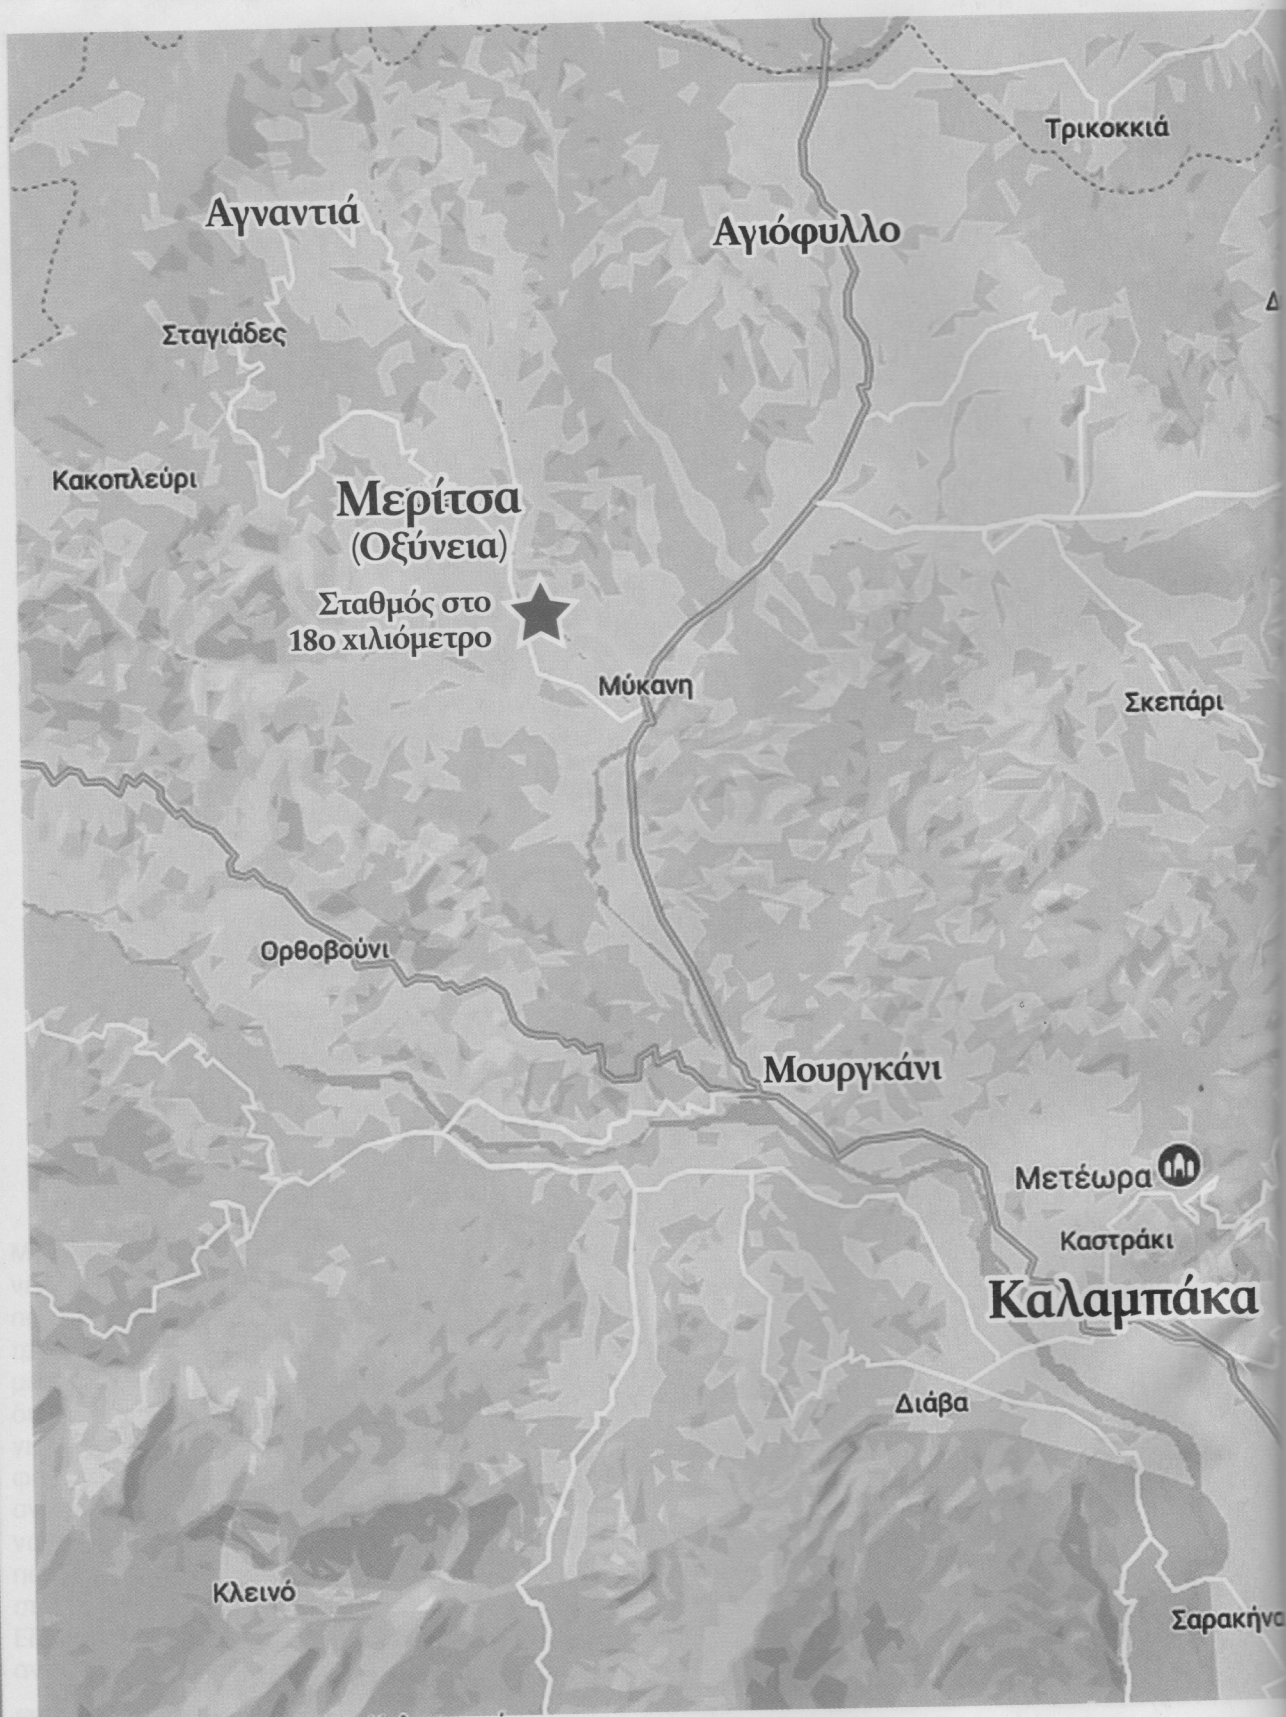 Τρικοκκιά
Αγναντιά
Αγιόφυλλο
Σταγιάδες
Κακοπλεύρι
Μερίτσα
(Οξύνεια)
Σταθμός στο
18ο χιλιόμετρο
Μύκανη
Σκεπάρι
Ορθοβούνι
Μουργκάνι
Μετέωρα
Καστράκι
Καλαμπάκα
Διάβα
Κλεινό